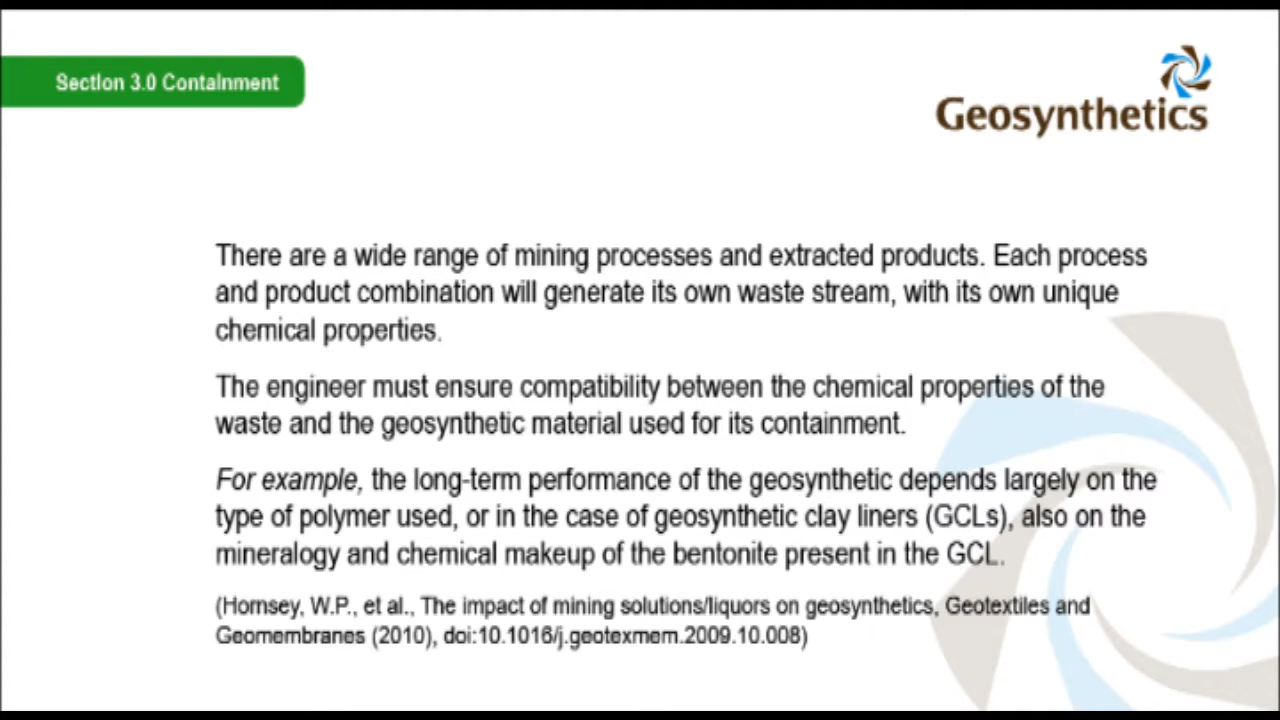 Section 3.0 Containment
Geosynthetics
There are a wide range of mining processes and extracted products. Each process
and product combination will generate its own waste stream, with its own unique
chemical properties.
The engineer must ensure compatibility between the chemical properties of the
waste and the geosynthetic material used for its containment.
For example, the long-term performance of the geosynthetic depends largely on the
type of polymer used, or in the case of geosynthetic clay liners (GCLs), also on the
mineralogy and chemical makeup of the bentonite present in the GCL.
(Hornsey, W.P., et al., The impact of mining solutions/liquors on geosynthetics, Geotextiles and
Geomembranes (2010), doi:10.1016/j.geotexmem.2009.10.008)